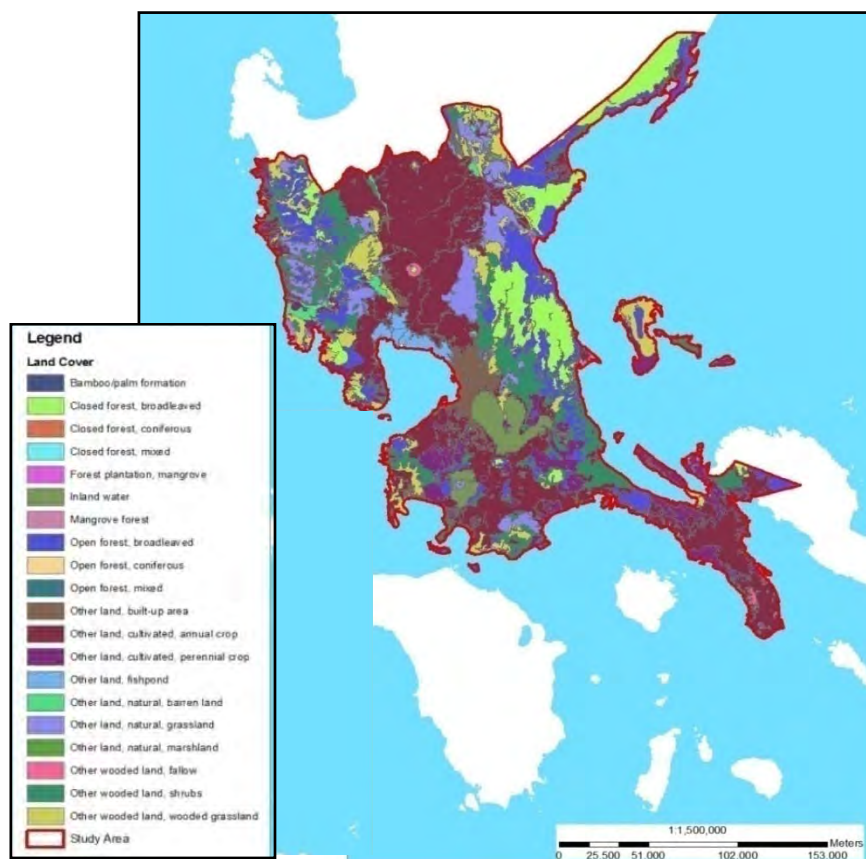 Legend
Land Cover
Bamboo/palm formation
Closed forest, broadleaved
Closed forest, coniferous
Closed forest, mixed
Forest plantation, mangrove
Inland water
Mangrove forest
Open forest, broadleaved
Open forest, coniferous
Open forest, mixed
Other land, built-up area
Other land, cultivated, annual crop
Other land, cultivated, perennial crop
Other land, fishpond
Other land, natural, barren land
Other land, natural, grassland
Other land, natural, marshland
Other wooded land, fallow
Other wooded land, shrubs
Other wooded land, wooded grassland
Study Area
1:1,500,000
Meters
0 25,500 51,000 102,000 153,000